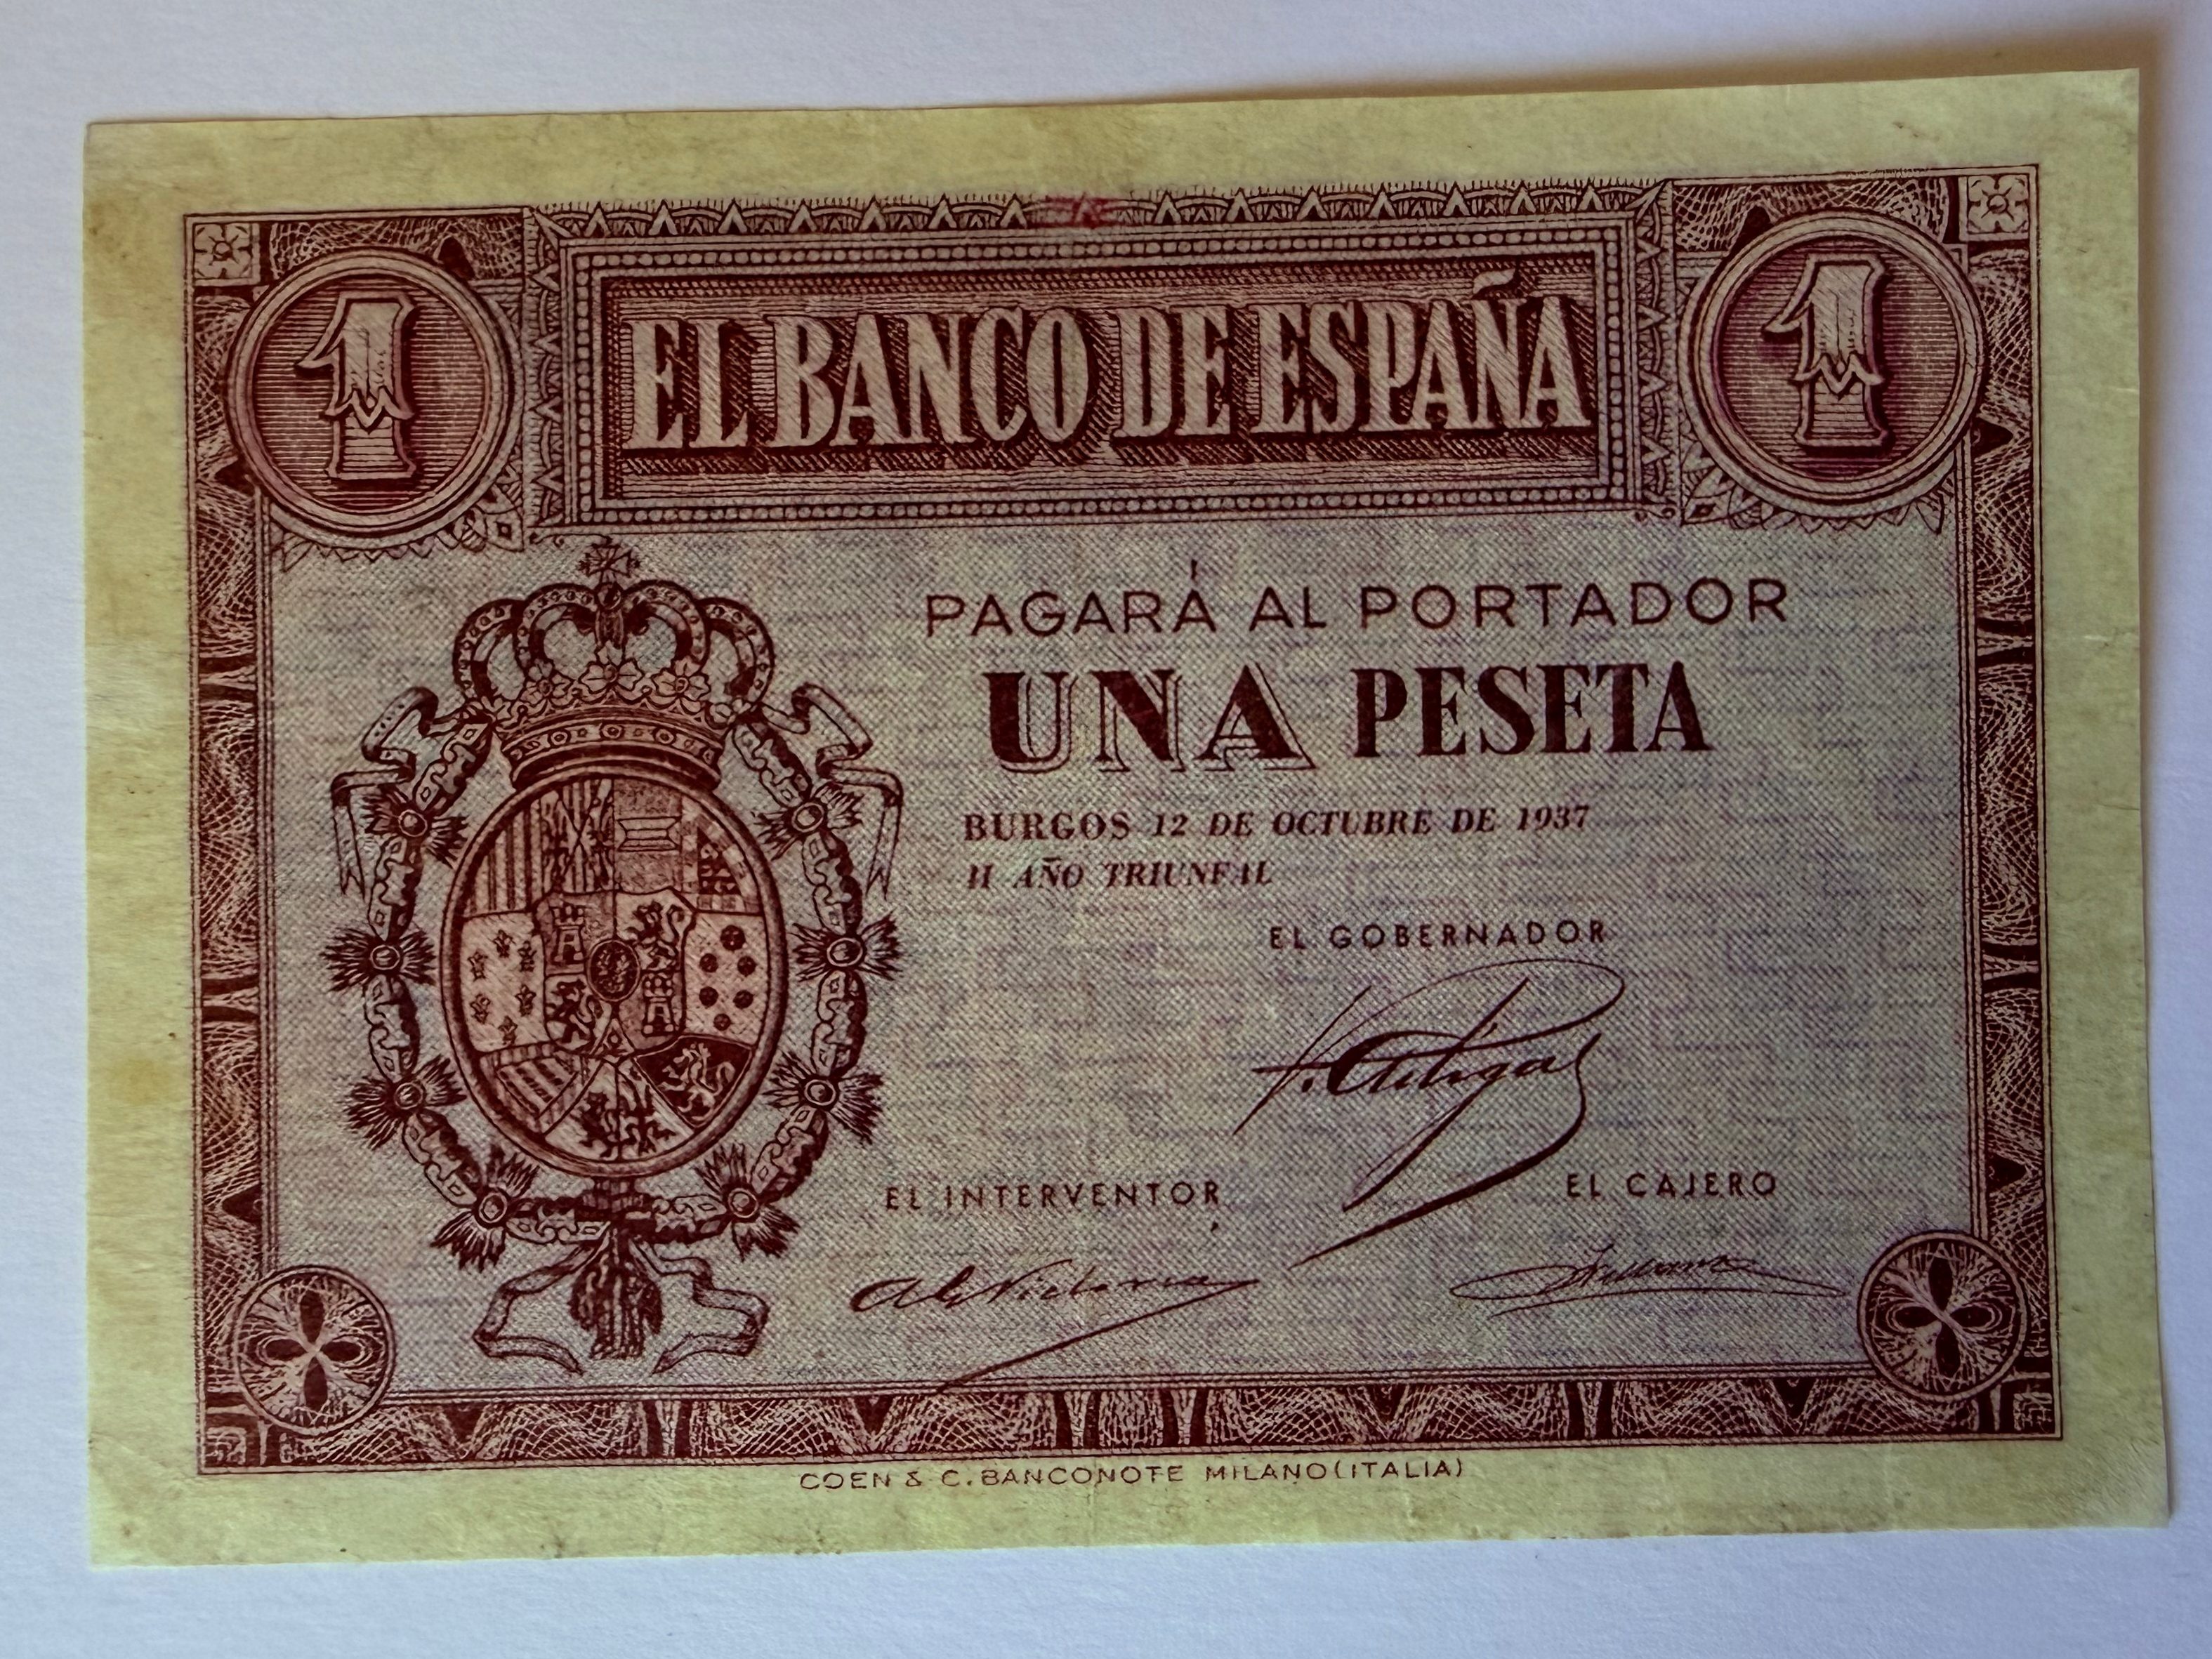 1 EL BANCO DE ESPAÑA 1
PAGARÁ AL PORTADOR
UNA PESETA
BURGOS 12 DE OCTUBRE DE 1937
II AÑO TRIUNFAL
EL GOBERNADOR
EL INTERVENTOR
EL CAJERO
COEN & C. BANCONOTE MILANO (ITALIA)